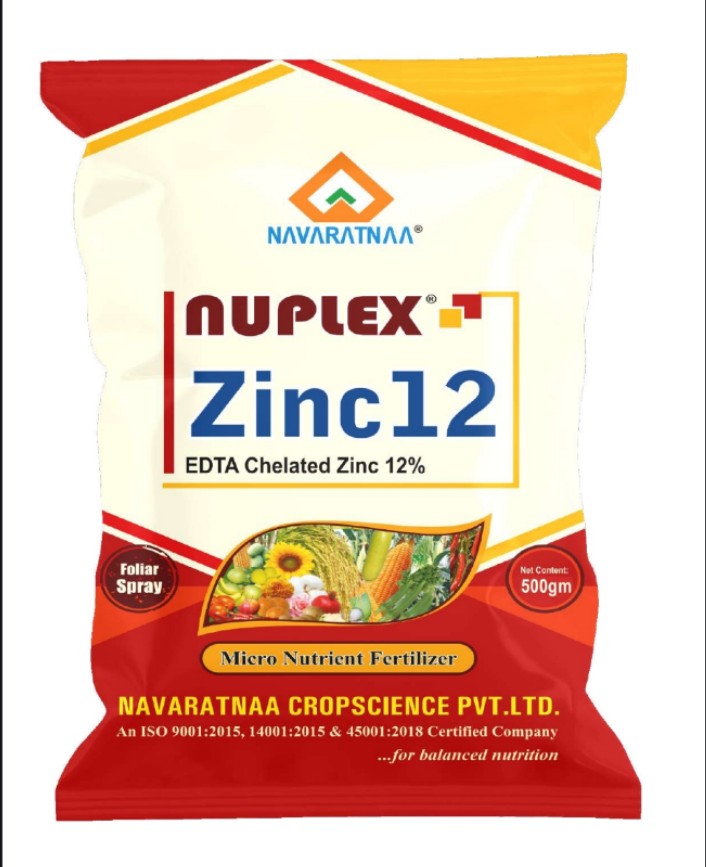 NAVARATNAA®
NUPLEX®
Zinc12
EDTA Chelated Zinc 12%
Foliar
Spray
Net Content:
500gm
Micro Nutrient Fertilizer
NAVARATNAA CROPSCIENCE PVT.LTD.
An ISO 9001:2015, 14001:2015 & 45001:2018 Certified Company
...for balanced nutrition